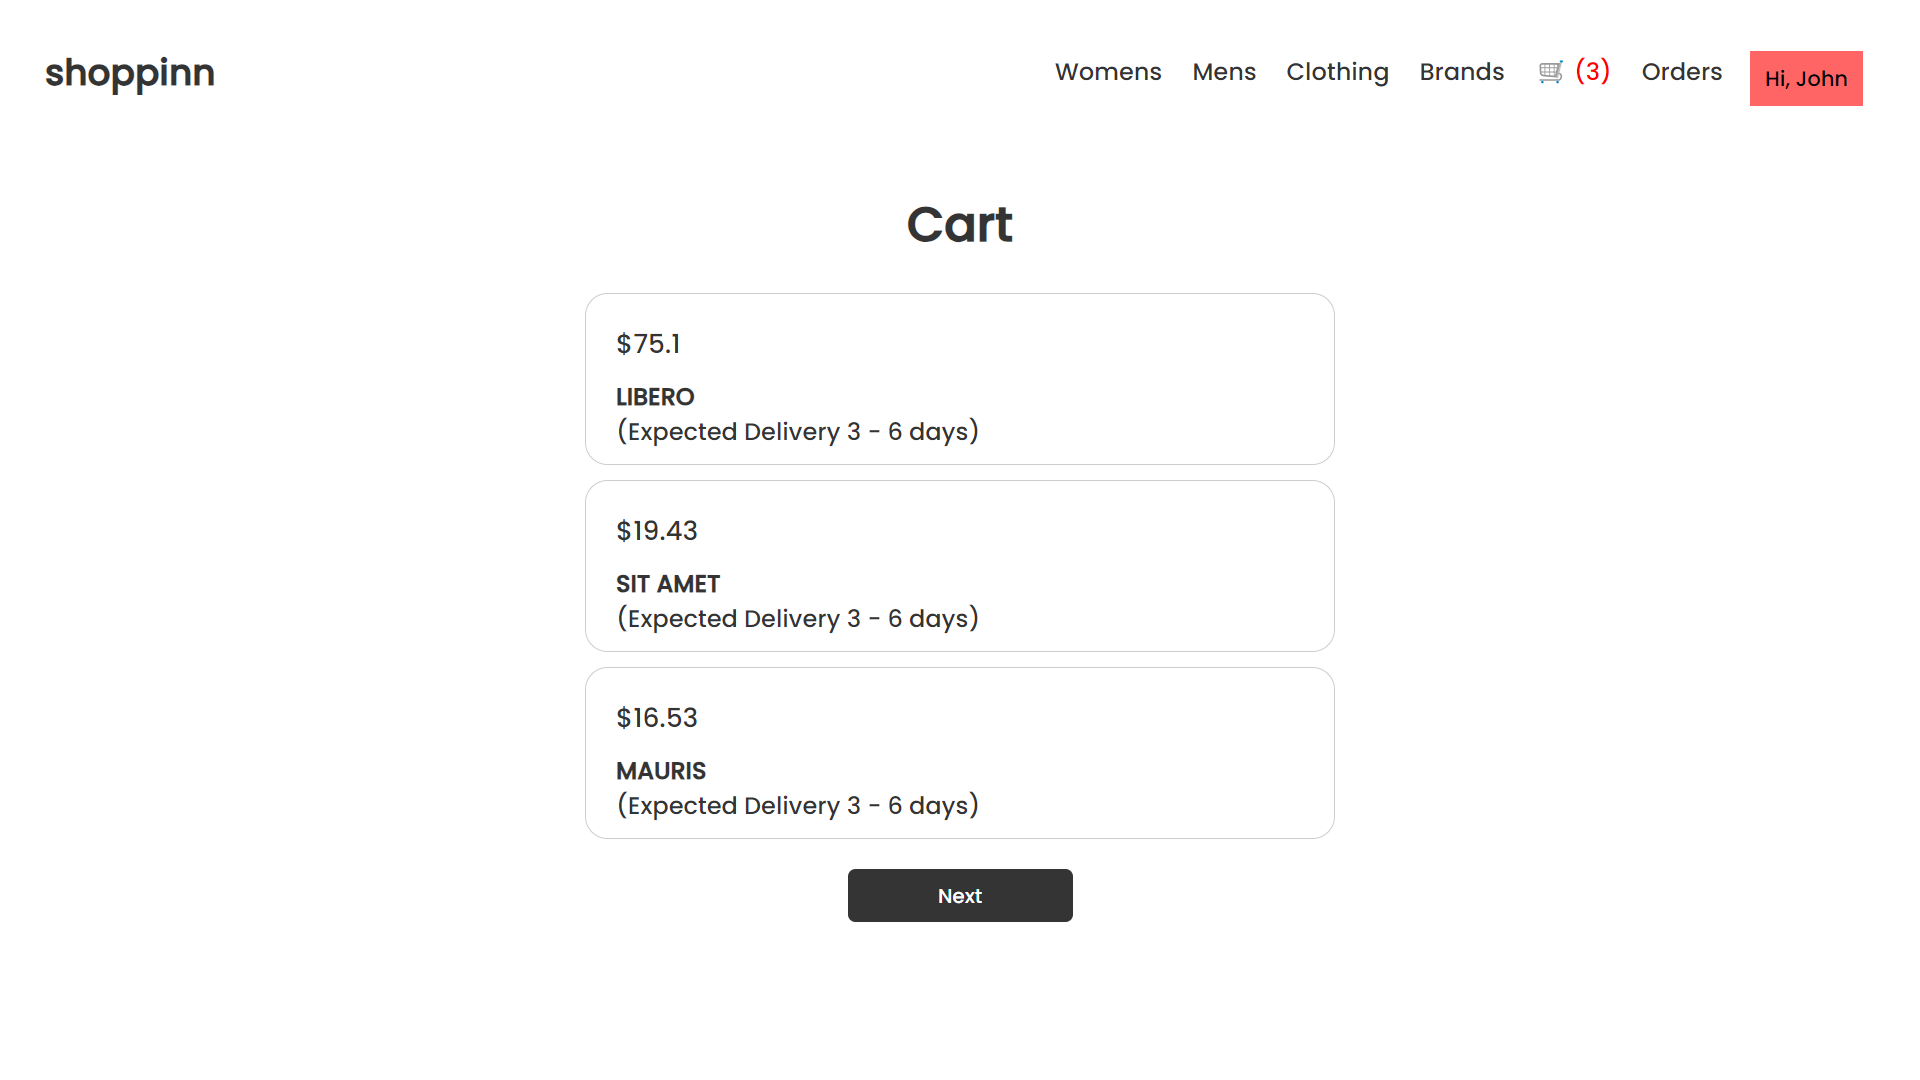 shoppinn
Womens Mens Clothing Brands (3) Orders Hi, John
Cart
$75.1
LIBERO
(Expected Delivery 3 - 6 days)
$19.43
SIT AMET
(Expected Delivery 3 - 6 days)
$16.53
MAURIS
(Expected Delivery 3 - 6 days)
Next